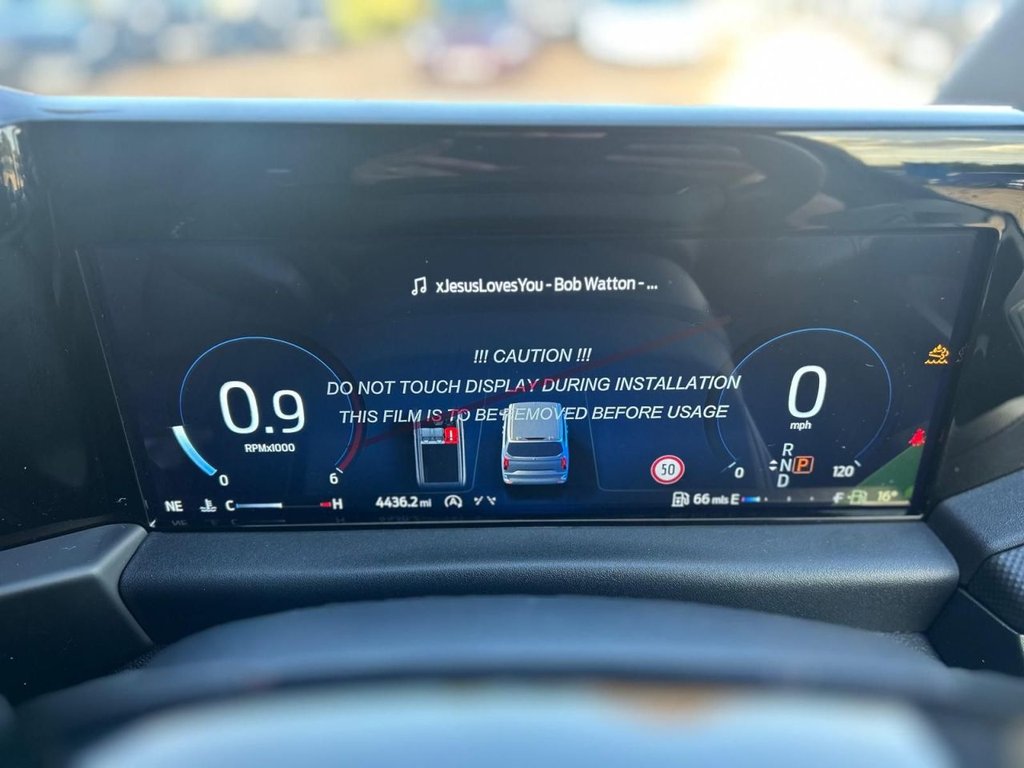 xJesusLovesYou - Bob Watton - ...
!!! CAUTION !!!
DO NOT TOUCH DISPLAY DURING INSTALLATION
THIS FILM IS TO BE REMOVED BEFORE USAGE
0.9
RPMx1000
0
6
0
mph
R
N
D
P
0
120
50
NE
C
H
4436.2 mi
66 mls
E
F
16°